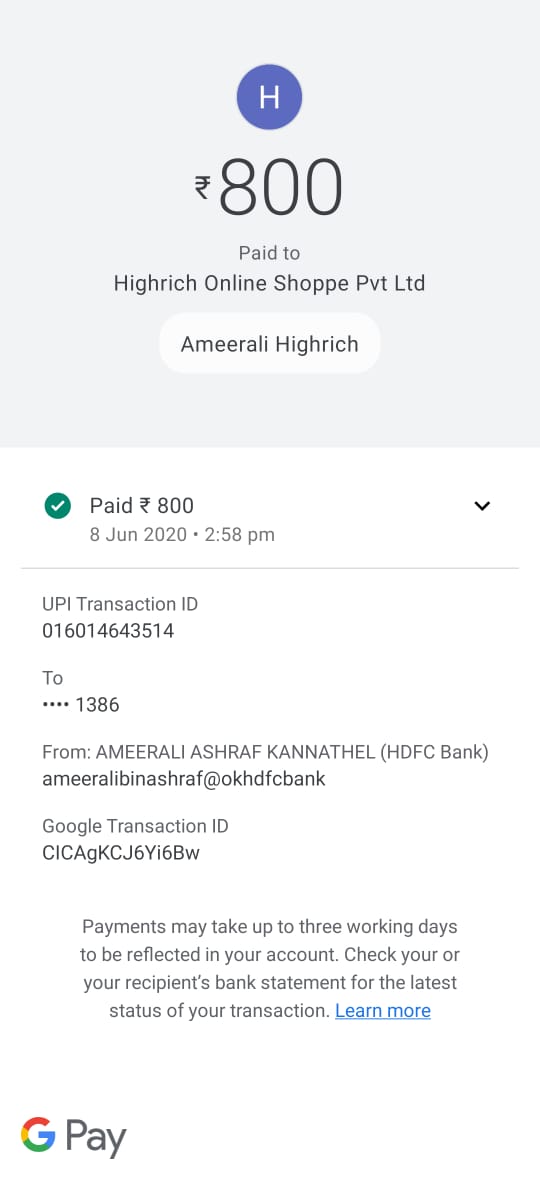 H
₹800
Paid to
Highrich Online Shoppe Pvt Ltd
Ameerali Highrich
Paid ₹ 800
8 Jun 2020 • 2:58 pm
UPI Transaction ID
016014643514
To
•••• 1386
From: AMEERALI ASHRAF KANNATHEL (HDFC Bank)
ameeralibinashraf@okhdfcbank
Google Transaction ID
CICAgKCJ6Yi6Bw
Payments may take up to three working days
to be reflected in your account. Check your or
your recipient’s bank statement for the latest
status of your transaction. Learn more
G Pay